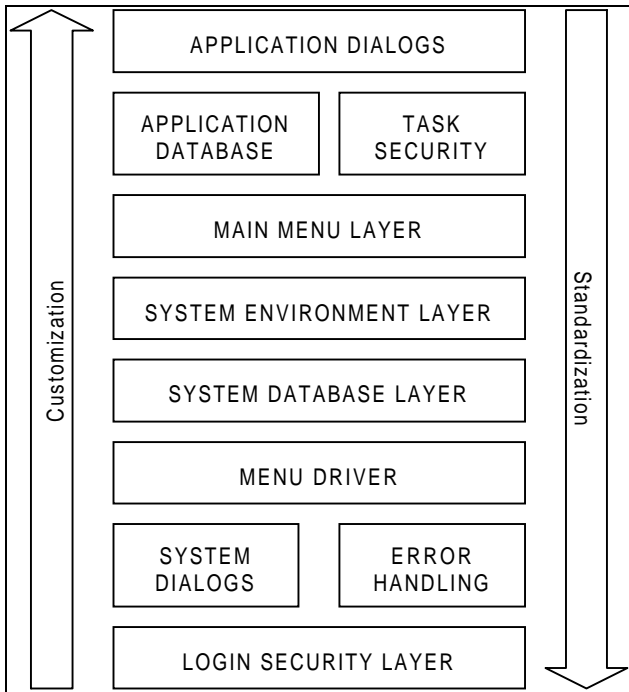 APPLICATION DIALOGS
APPLICATION
DATABASE
TASK
SECURITY
MAIN MENU LAYER
SYSTEM ENVIRONMENT LAYER
SYSTEM DATABASE LAYER
MENU DRIVER
SYSTEM
DIALOGS
ERROR
HANDLING
LOGIN SECURITY LAYER
Customization
Standardization